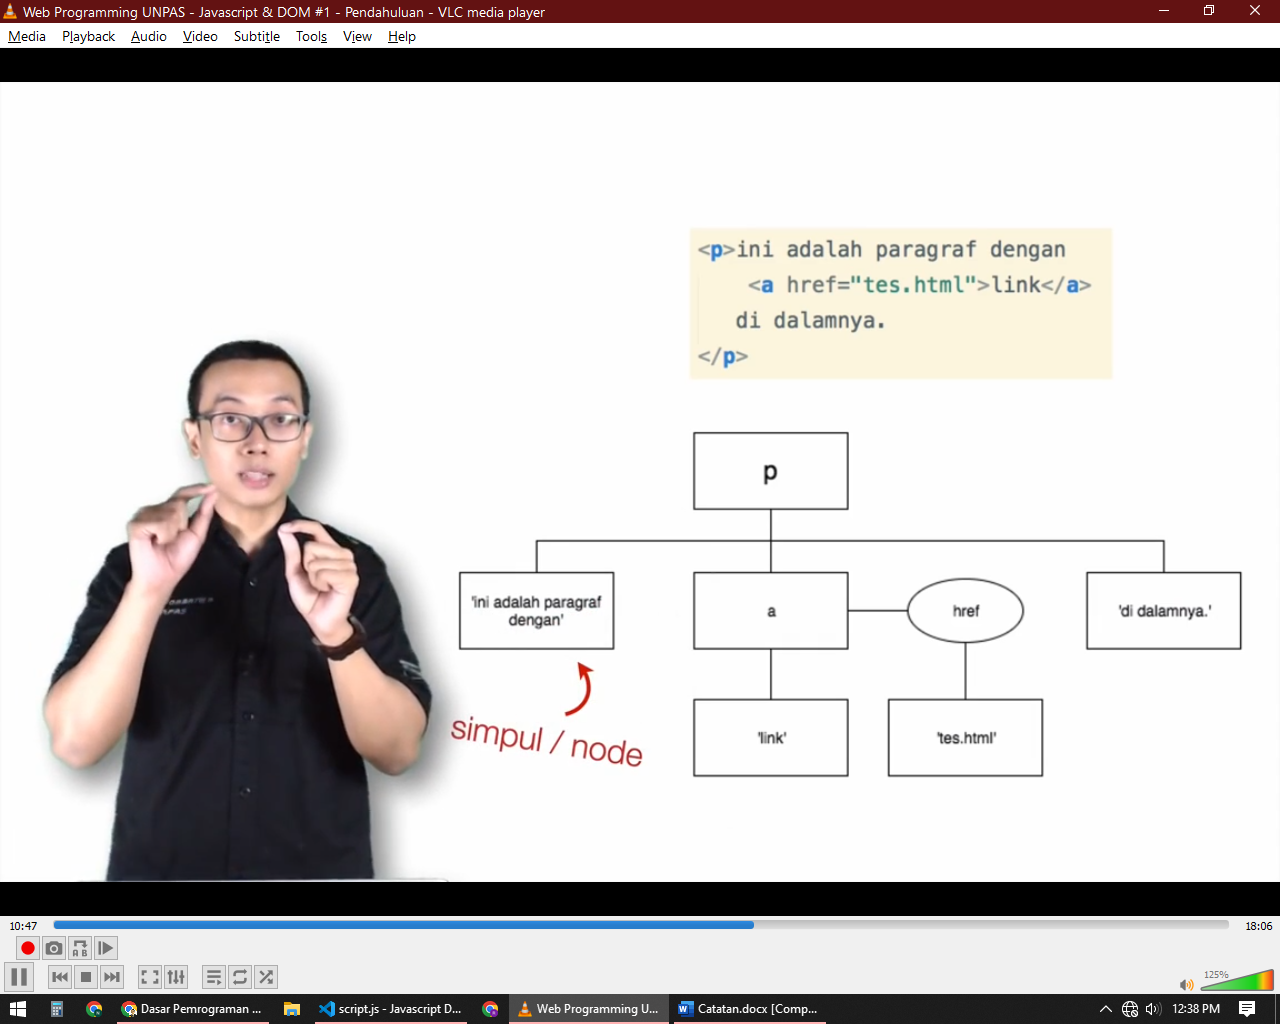 Web Programming UNPAS - Javascript & DOM #1 - Pendahuluan - VLC media player
Media Playback Audio Video Subtitle Tools View Help
<p>ini adalah paragraf dengan
<a href="tes.html">link</a>
di dalamnya.
</p>
p
'ini adalah paragraf
dengan'
a
href
'di dalamnya.'
simpul / node
'link'
'tes.html'
10:47
18:06
A B
125%
Dasar Pemrograman ...
script.js - Javascript D...
Web Programming U...
Catatan.docx [Comp...
12:38 PM